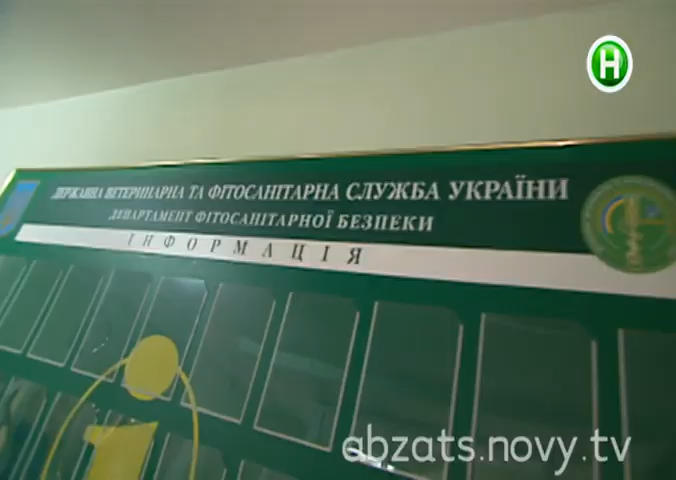 Н
ДЕРЖАВНА ВЕТЕРИНАРНА ТА ФІТОСАНІТАРНА СЛУЖБА УКРАЇНИ
ДЕПАРТАМЕНТ ФІТОСАНІТАРНОЇ БЕЗПЕКИ
ІНФОРМАЦІЯ
i
abzats.novy.tv